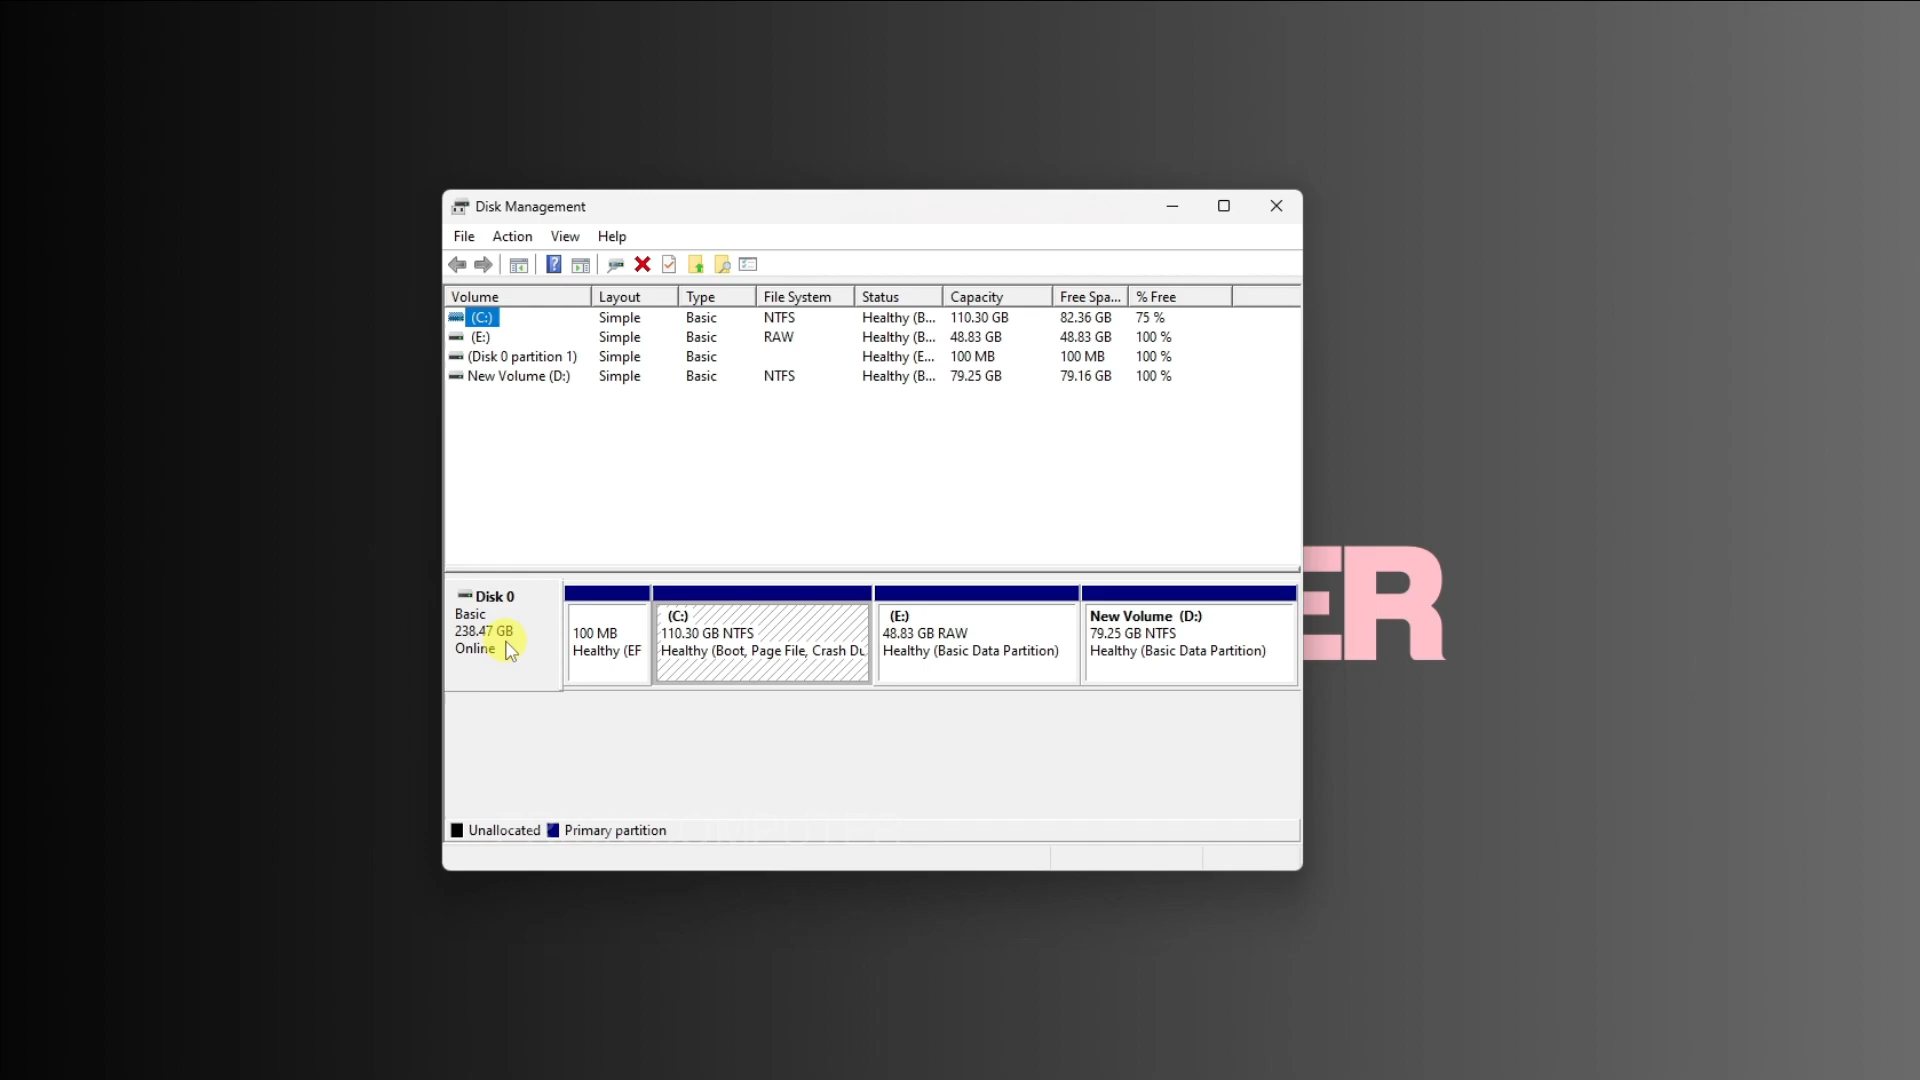 Disk Management
File Action View Help
Volume Layout Type File System Status Capacity Free Spa... % Free
(C:) Simple Basic NTFS Healthy (B... 110.30 GB 82.36 GB 75 %
(E:) Simple Basic RAW Healthy (B... 48.83 GB 48.83 GB 100 %
(Disk 0 partition 1) Simple Basic Healthy (E... 100 MB 100 MB 100 %
New Volume (D:) Simple Basic NTFS Healthy (B... 79.25 GB 79.16 GB 100 %
ER
Disk 0
Basic
238.47 GB
Online
100 MB
Healthy (EF
(C:)
110.30 GB NTFS
Healthy (Boot, Page File, Crash Du
(E:)
48.83 GB RAW
Healthy (Basic Data Partition)
New Volume (D:)
79.25 GB NTFS
Healthy (Basic Data Partition)
Unallocated Primary partition